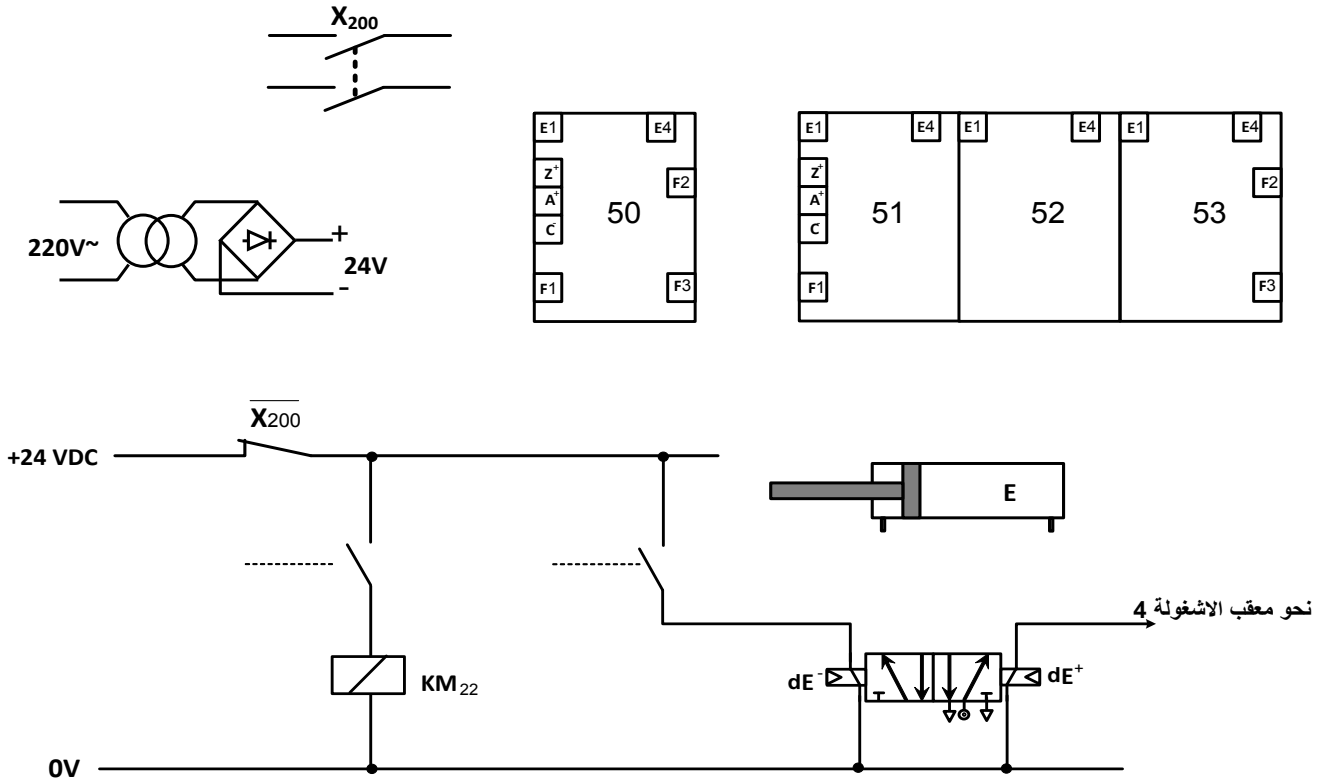 X200
E1 E4 E1 E4 E1 E4 E1 E4
Z+ F2 Z+ F2
A+ 50 A+ 51 52 53
C- C
220V~ + 24V -
F1 F3 F1 F3
X200
+24 VDC
E
نحو معقب الاشغولة 4
KM22 dE- dE+
0V